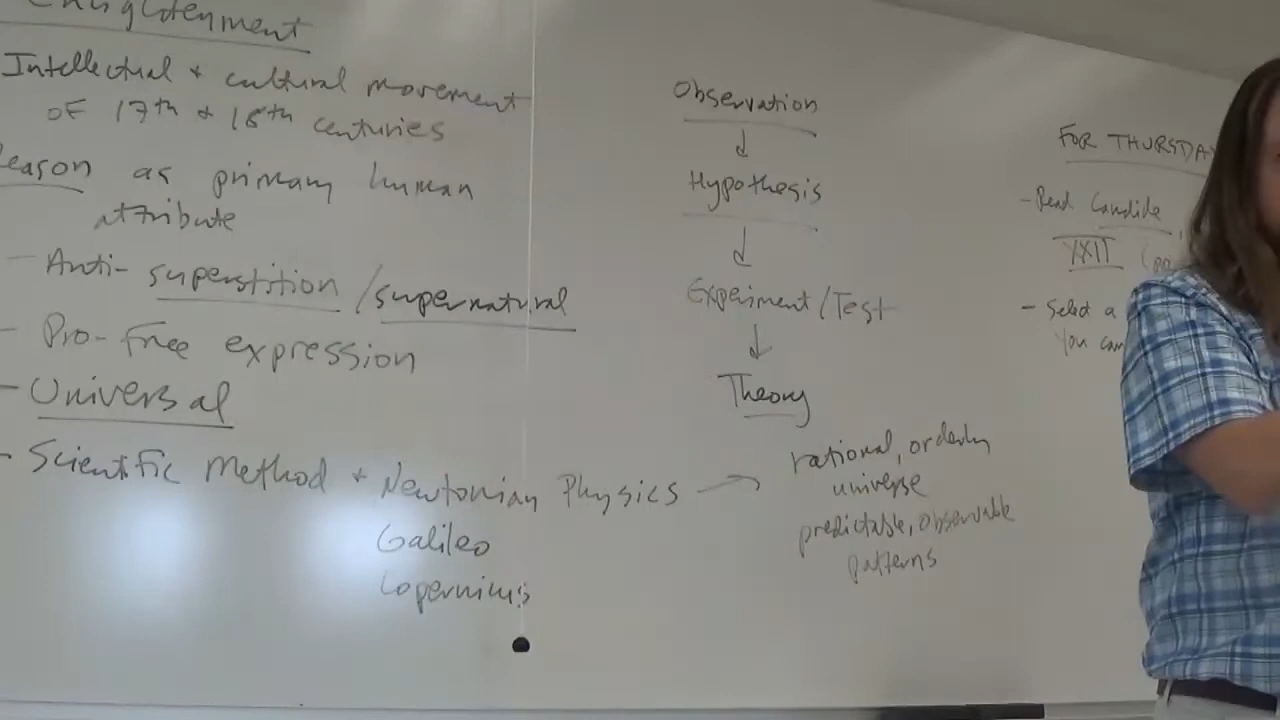 Enlightenment
Intellectual + cultural movement
of 17th + 18th centuries
Reason as primary human
attribute
- Anti-superstition/supernatural
- Pro-free expression
- Universal
- Scientific Method + Newtonian Physics →
Galileo
Copernicus
Observation
↓
Hypothesis
↓
Experiment/Test
↓
Theory
rational, orderly
universe
predictable, observable
patterns
FOR THURSDAY
- Read Candide
XXII
- Select a
You can